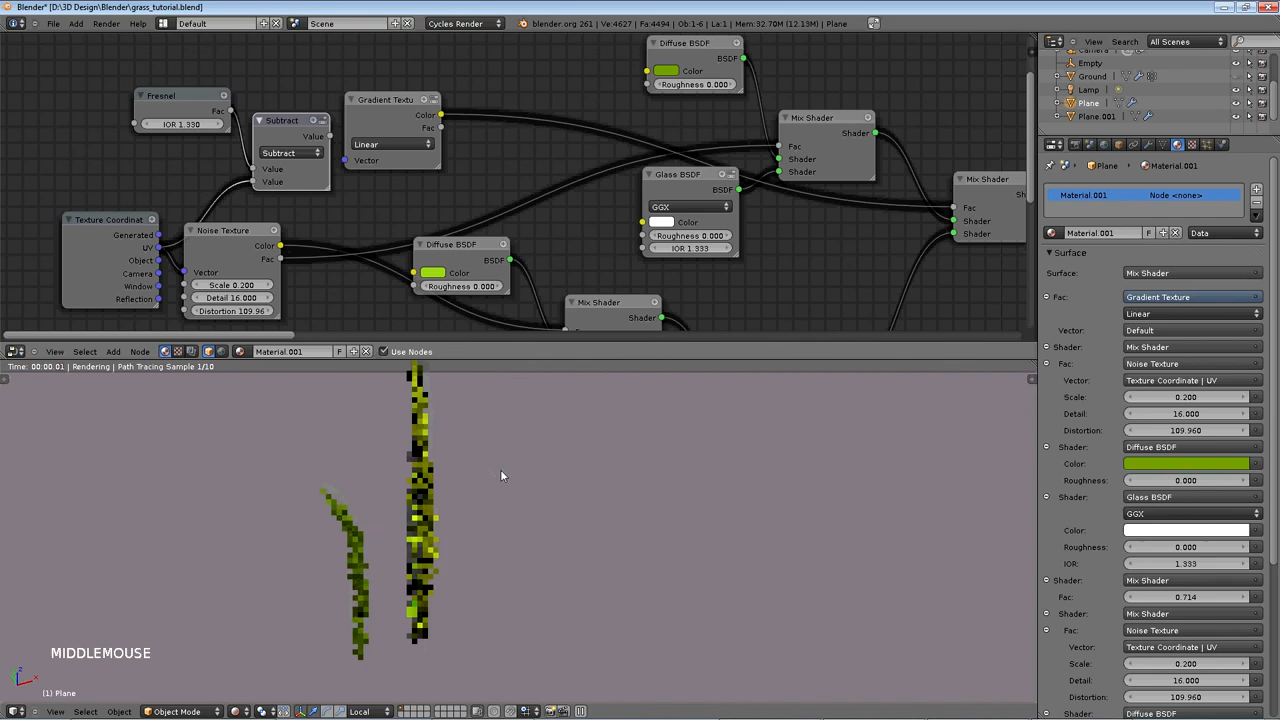 Blender* [D:\3D Design\Blender\grass_tutorial.blend]
File Add Render Help Default Scene Cycles Render blender.org 261 | Ve:4627 | Fa:4494 | Ob:1-6 | La:1 | Mem:32.70M (12.13M) | Plane
View Search All Scenes
Camera
Empty
Ground
Lamp
Plane
Plane.001
Diffuse BSDF
BSDF
Color
Roughness 0.000
Fresnel
Fac
IOR 1.330
Subtract
Value
Subtract
Value
Value
Gradient Textu
Color
Fac
Linear
Vector
Mix Shader
Shader
Fac
Shader
Shader
Glass BSDF
BSDF
GGX
Color
Roughness 0.000
IOR 1.333
Mix Shader
Sh
Fac
Shader
Shader
Texture Coordinat
Generated
UV
Object
Camera
Window
Reflection
Noise Texture
Color
Fac
Vector
Scale 0.200
Detail 16.000
Distortion 109.96
Diffuse BSDF
BSDF
Color
Roughness 0.000
Mix Shader
Shader
View Select Add Node Material.001 F Use Nodes
Time: 00:00.01 | Rendering | Path Tracing Sample 1/10
MIDDLEMOUSE
(1) Plane
View Select Object Object Mode Local
Plane Material.001
Material.001 Node <none>
Material.001 F Data
Surface
Surface: Mix Shader
Fac: Gradient Texture
Linear
Vector: Default
Shader: Mix Shader
Fac: Noise Texture
Vector: Texture Coordinate | UV
Scale: 0.200
Detail: 16.000
Distortion: 109.960
Shader: Diffuse BSDF
Color:
Roughness: 0.000
Shader: Glass BSDF
GGX
Color:
Roughness: 0.000
IOR: 1.333
Shader: Mix Shader
Fac: 0.714
Shader: Mix Shader
Fac: Noise Texture
Vector: Texture Coordinate | UV
Scale: 0.200
Detail: 16.000
Distortion: 109.960
Shader: Diffuse BSDF